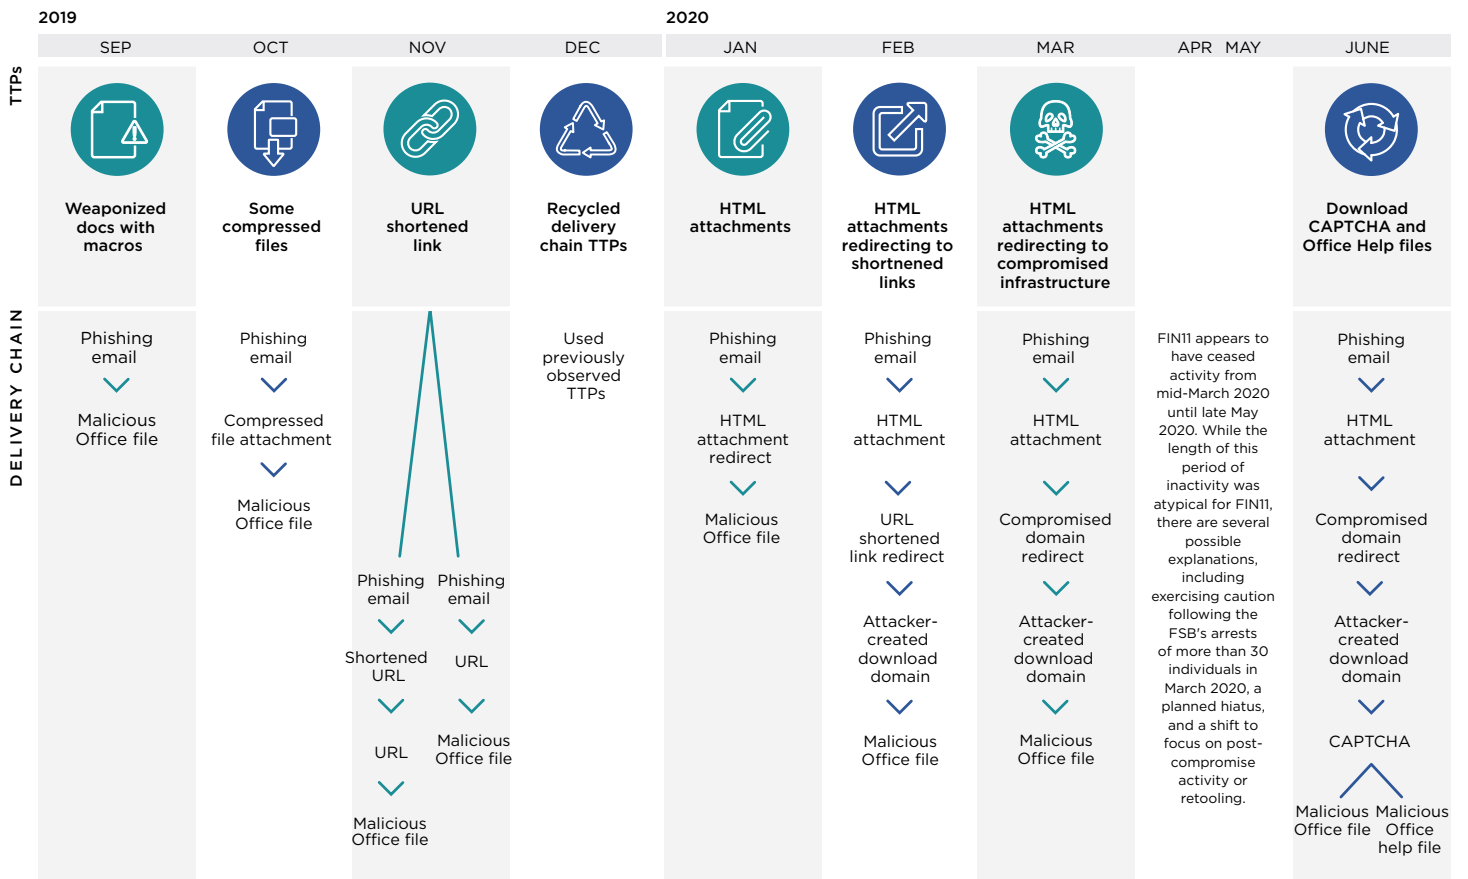 2019
2020
SEP
OCT
NOV
DEC
JAN
FEB
MAR
APR MAY
JUNE
TTPs
Weaponized
docs with
macros
Some
compressed
files
URL
shortened
link
Recycled
delivery
chain TTPs
HTML
attachments
HTML
attachments
redirecting to
shortnened
links
HTML
attachments
redirecting to
compromised
infrastructure
Download
CAPTCHA and
Office Help files
DELIVERY CHAIN
Phishing
email
Malicious
Office file
Phishing
email
Compressed
file attachment
Malicious
Office file
Phishing
email
Shortened
URL
URL
Malicious
Office file
Phishing
email
URL
Malicious
Office file
Used
previously
observed
TTPs
Phishing
email
HTML
attachment
redirect
Malicious
Office file
Phishing
email
HTML
attachment
URL
shortened
link redirect
Attacker-
created
download
domain
Malicious
Office file
Phishing
email
HTML
attachment
Compromised
domain
redirect
Attacker-
created
download
domain
Malicious
Office file
FIN11 appears to
have ceased
activity from
mid-March 2020
until late May
2020. While the
length of this
period of
inactivity was
atypical for FIN11,
there are several
possible
explanations,
including
exercising caution
following the
FSB's arrests
of more than 30
individuals in
March 2020, a
planned hiatus,
and a shift to
focus on post-
compromise
activity or
retooling.
Phishing
email
HTML
attachment
Compromised
domain
redirect
Attacker-
created
download
domain
CAPTCHA
Malicious
Office file
Malicious
Office
help file